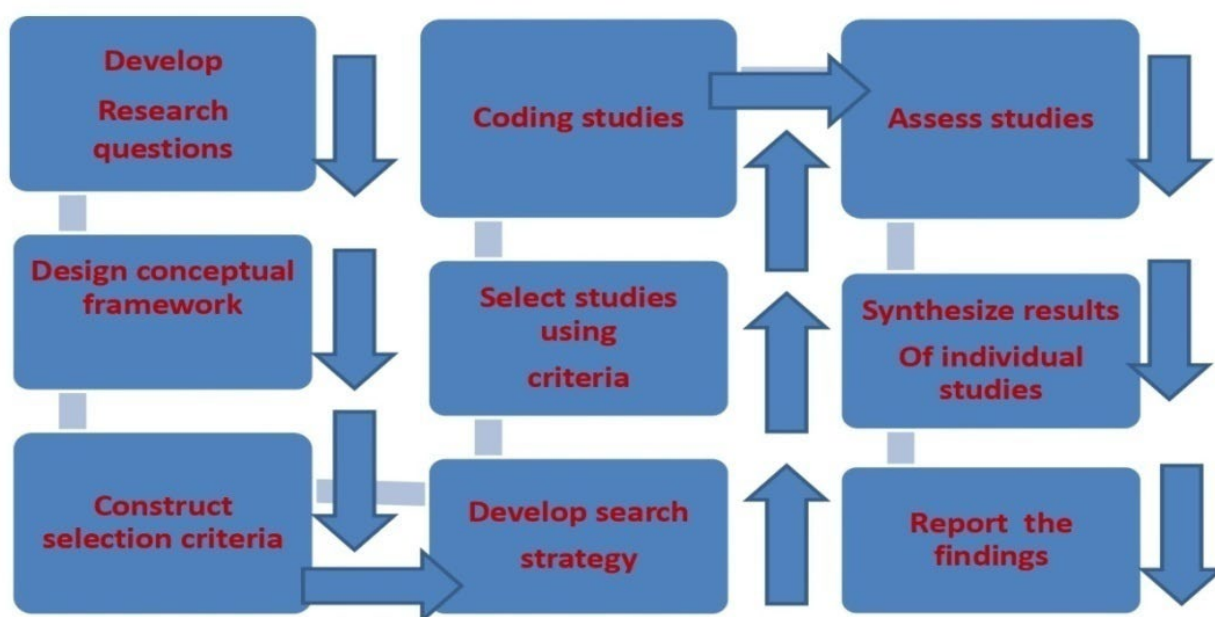 Develop
Research
questions
Design conceptual
framework
Construct
selection criteria
Develop search
strategy
Select studies
using
criteria
Coding studies
Assess studies
Synthesize results
Of individual
studies
Report the
findings